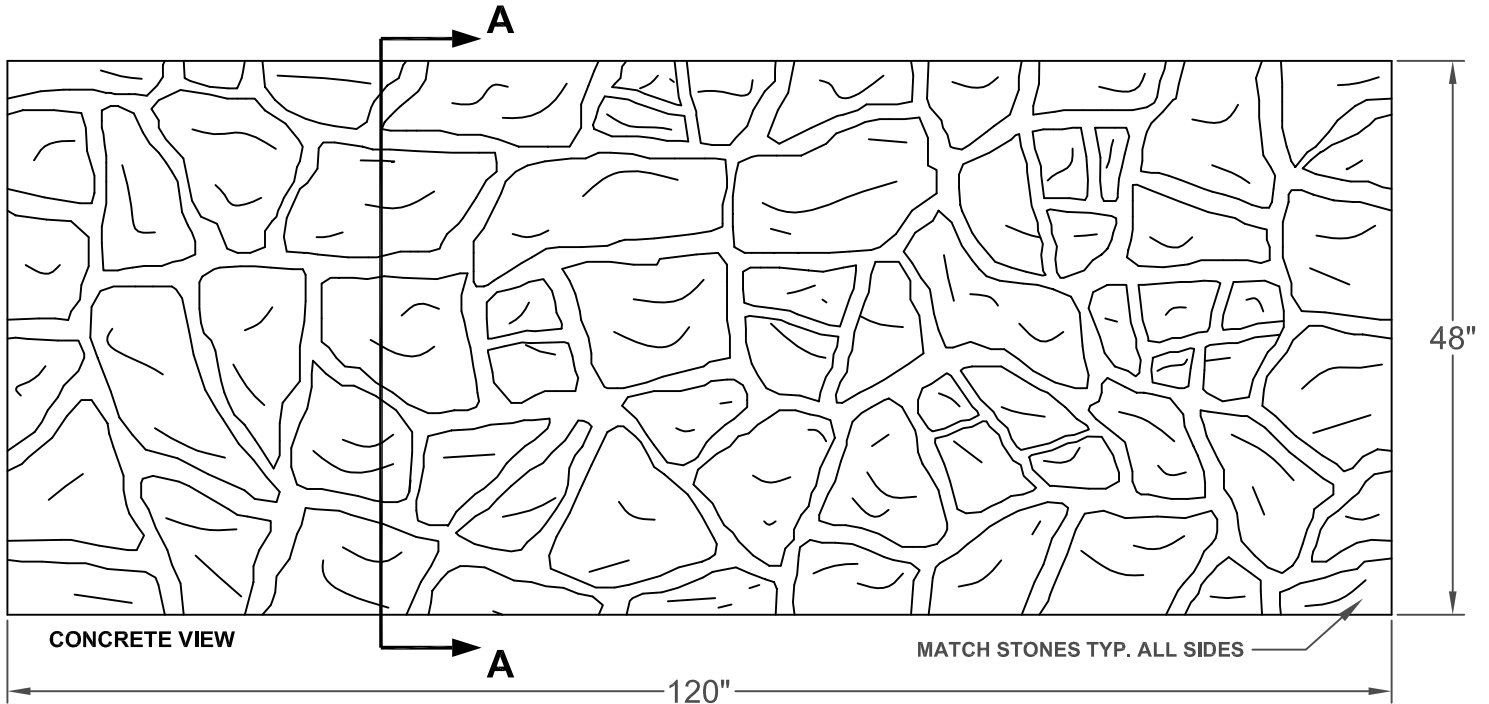 A
48"
CONCRETE VIEW
MATCH STONES TYP. ALL SIDES
A
120"